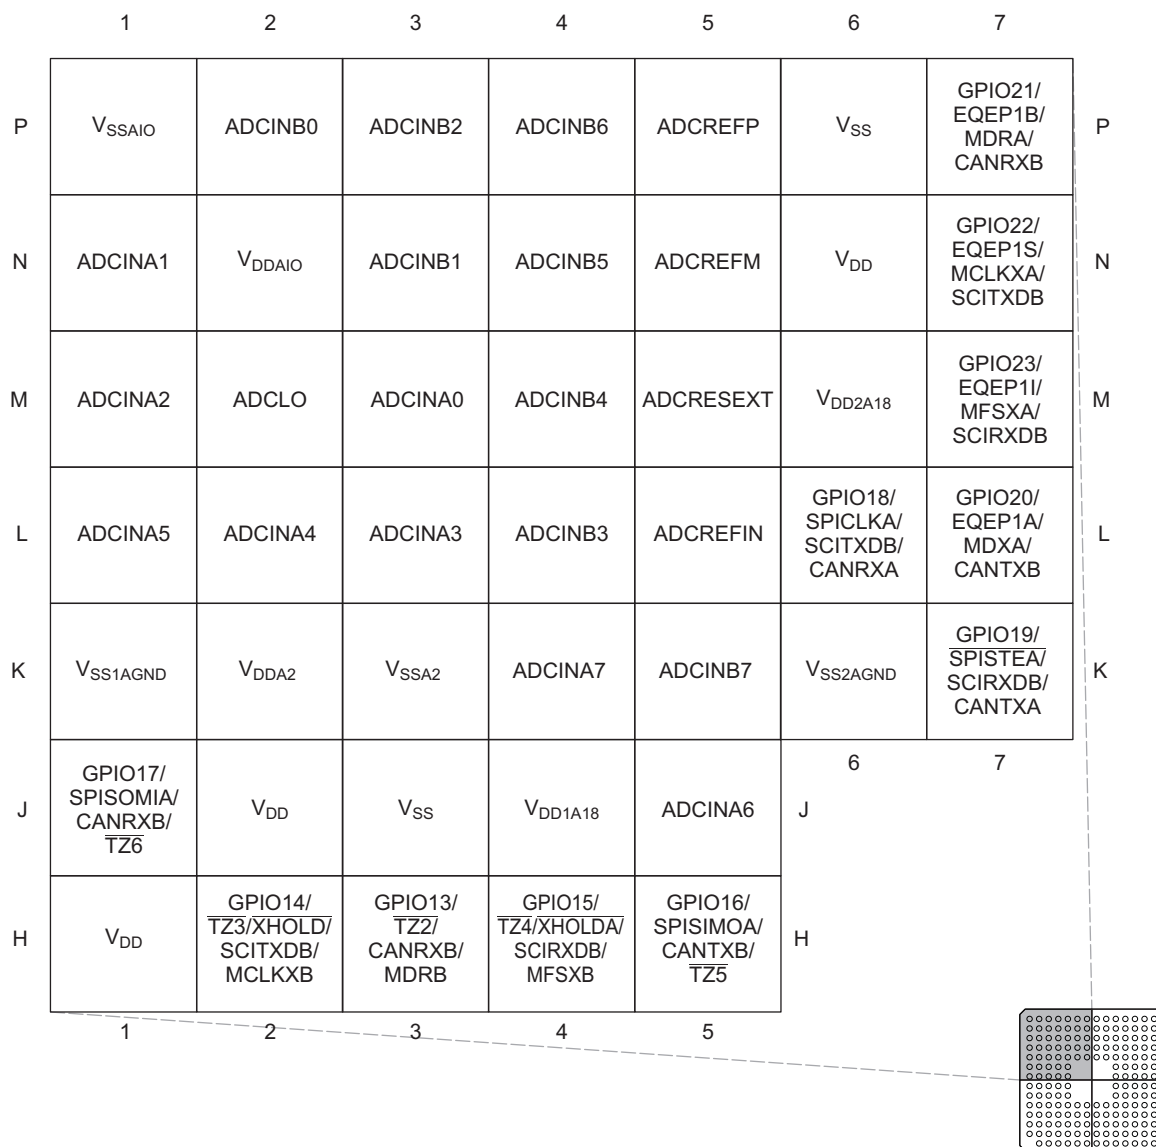 1 2 3 4 5 6 7
P VSSAIO ADCINB0 ADCINB2 ADCINB6 ADCREFP VSS GPIO21/ EQEP1B/ MDRA/ CANRXB P
N ADCINA1 VDDAIO ADCINB1 ADCINB5 ADCREFM VDD GPIO22/ EQEP1S/ MCLKXA/ SCITXDB N
M ADCINA2 ADCLO ADCINA0 ADCINB4 ADCRESEXT VDD2A18 GPIO23/ EQEP1I/ MFSXA/ SCIRXDB M
L ADCINA5 ADCINA4 ADCINA3 ADCINB3 ADCREFIN GPIO18/ SPICLKA/ SCITXDB/ CANRXA GPIO20/ EQEP1A/ MDXA/ CANTXB L
K VSS1AGND VDDA2 VSSA2 ADCINA7 ADCINB7 VSS2AGND GPIO19/ SPISTEA/ SCIRXDB/ CANTXA K
6 7
J GPIO17/ SPISOMIA/ CANRXB/ TZ6 VDD VSS VDD1A18 ADCINA6 J
H VDD GPIO14/ TZ3/XHOLD/ SCITXDB/ MCLKXB GPIO13/ TZ2/ CANRXB/ MDRB GPIO15/ TZ4/XHOLDA/ SCIRXDB/ MFSXB GPIO16/ SPISIMOA/ CANTXB/ TZ5 H
1 2 3 4 5